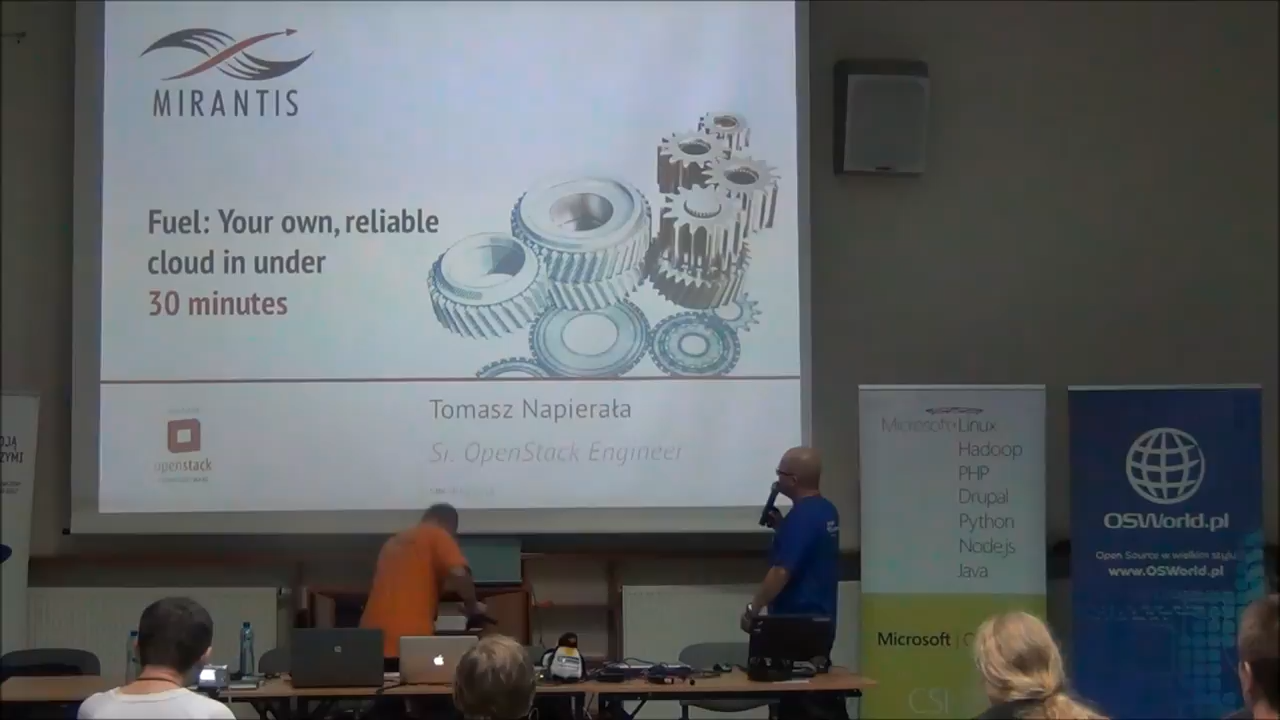 MIRANTIS
Fuel: Your own, reliable
cloud in under
30 minutes
openstack
Tomasz Napierała
Sr. OpenStack Engineer
Microsoft+Linux
Hadoop
PHP
Drupal
Python
Node.js
Java
Microsoft
CSI
OSWorld.pl
Open Source w wielkim stylu
www.OSWorld.pl